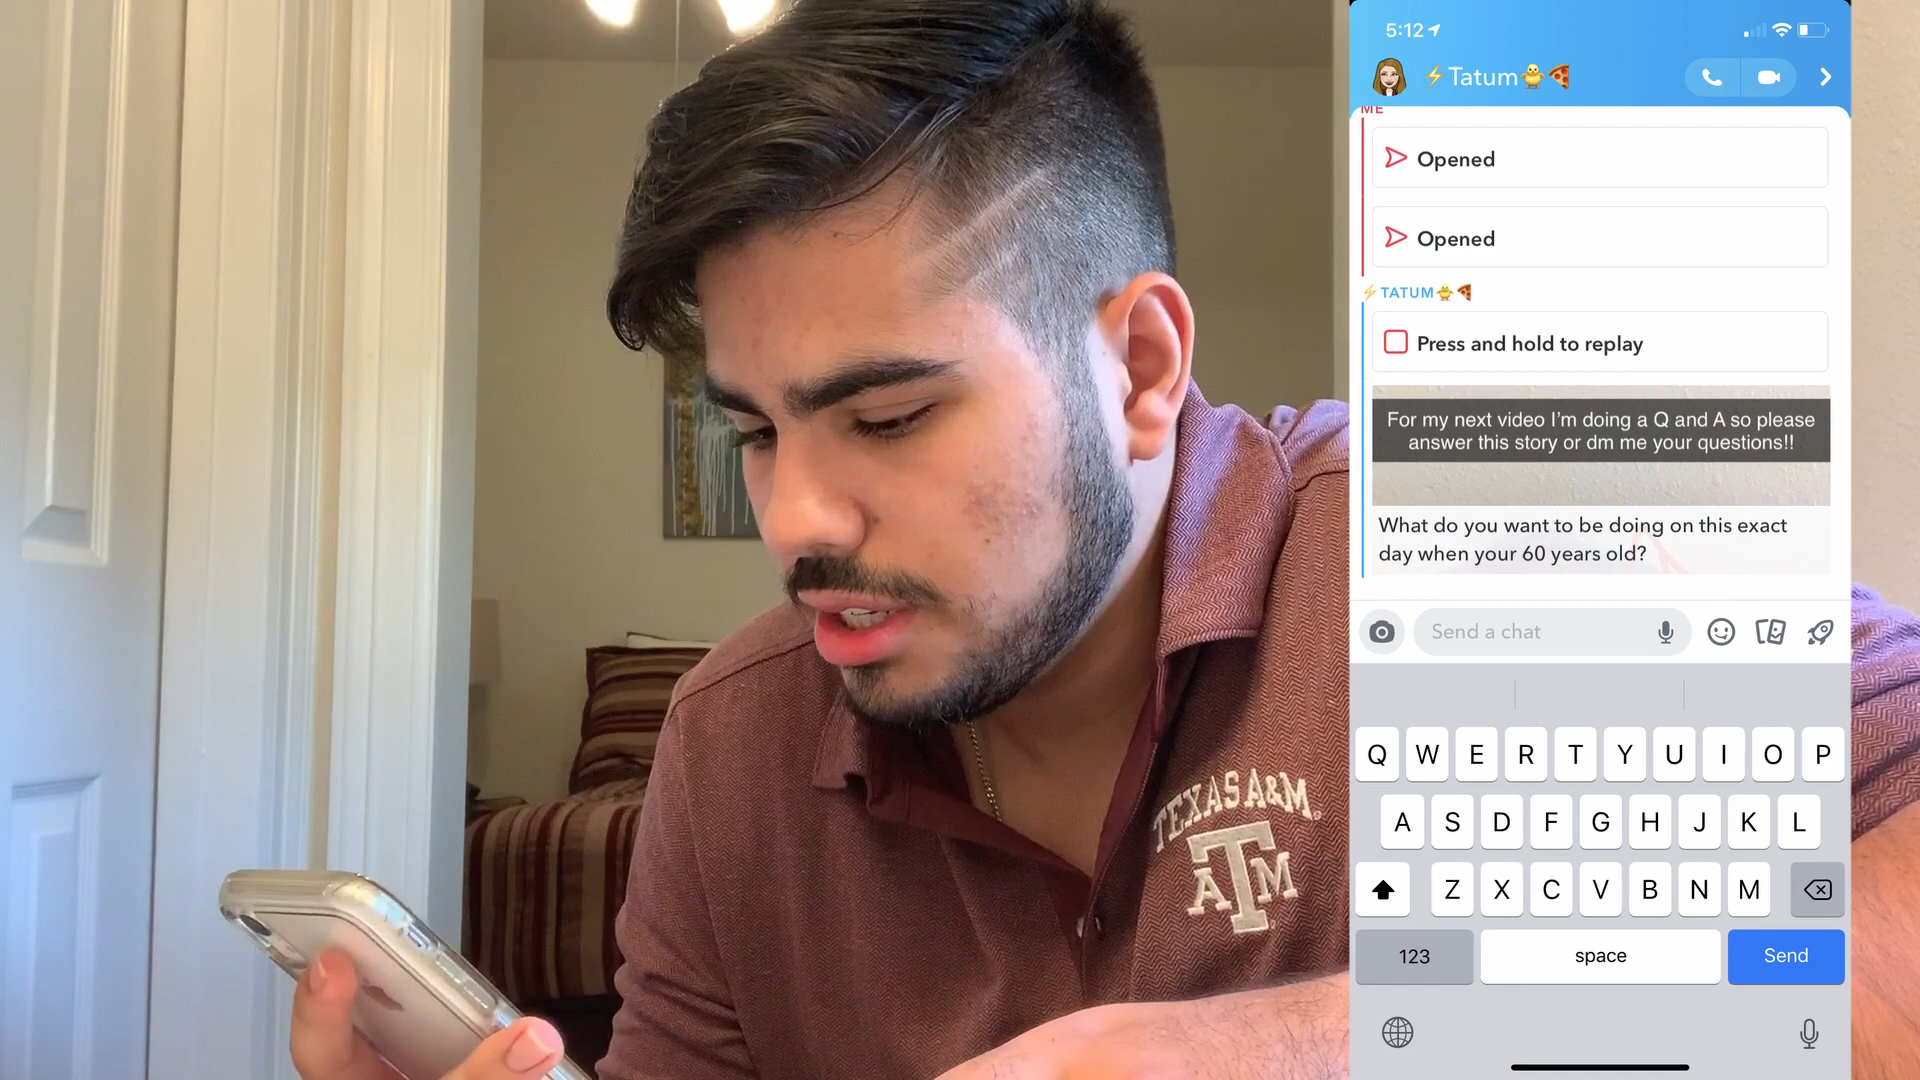 5:12
⚡Tatum🐥🍕
ME
Opened
Opened
⚡TATUM🐥🍕
Press and hold to replay
For my next video I'm doing a Q and A so please
answer this story or dm me your questions!!
What do you want to be doing on this exact
day when your 60 years old?
Send a chat
Q W E R T Y U I O P
A S D F G H J K L
Z X C V B N M
123 space Send
TEXAS A&M
ATM